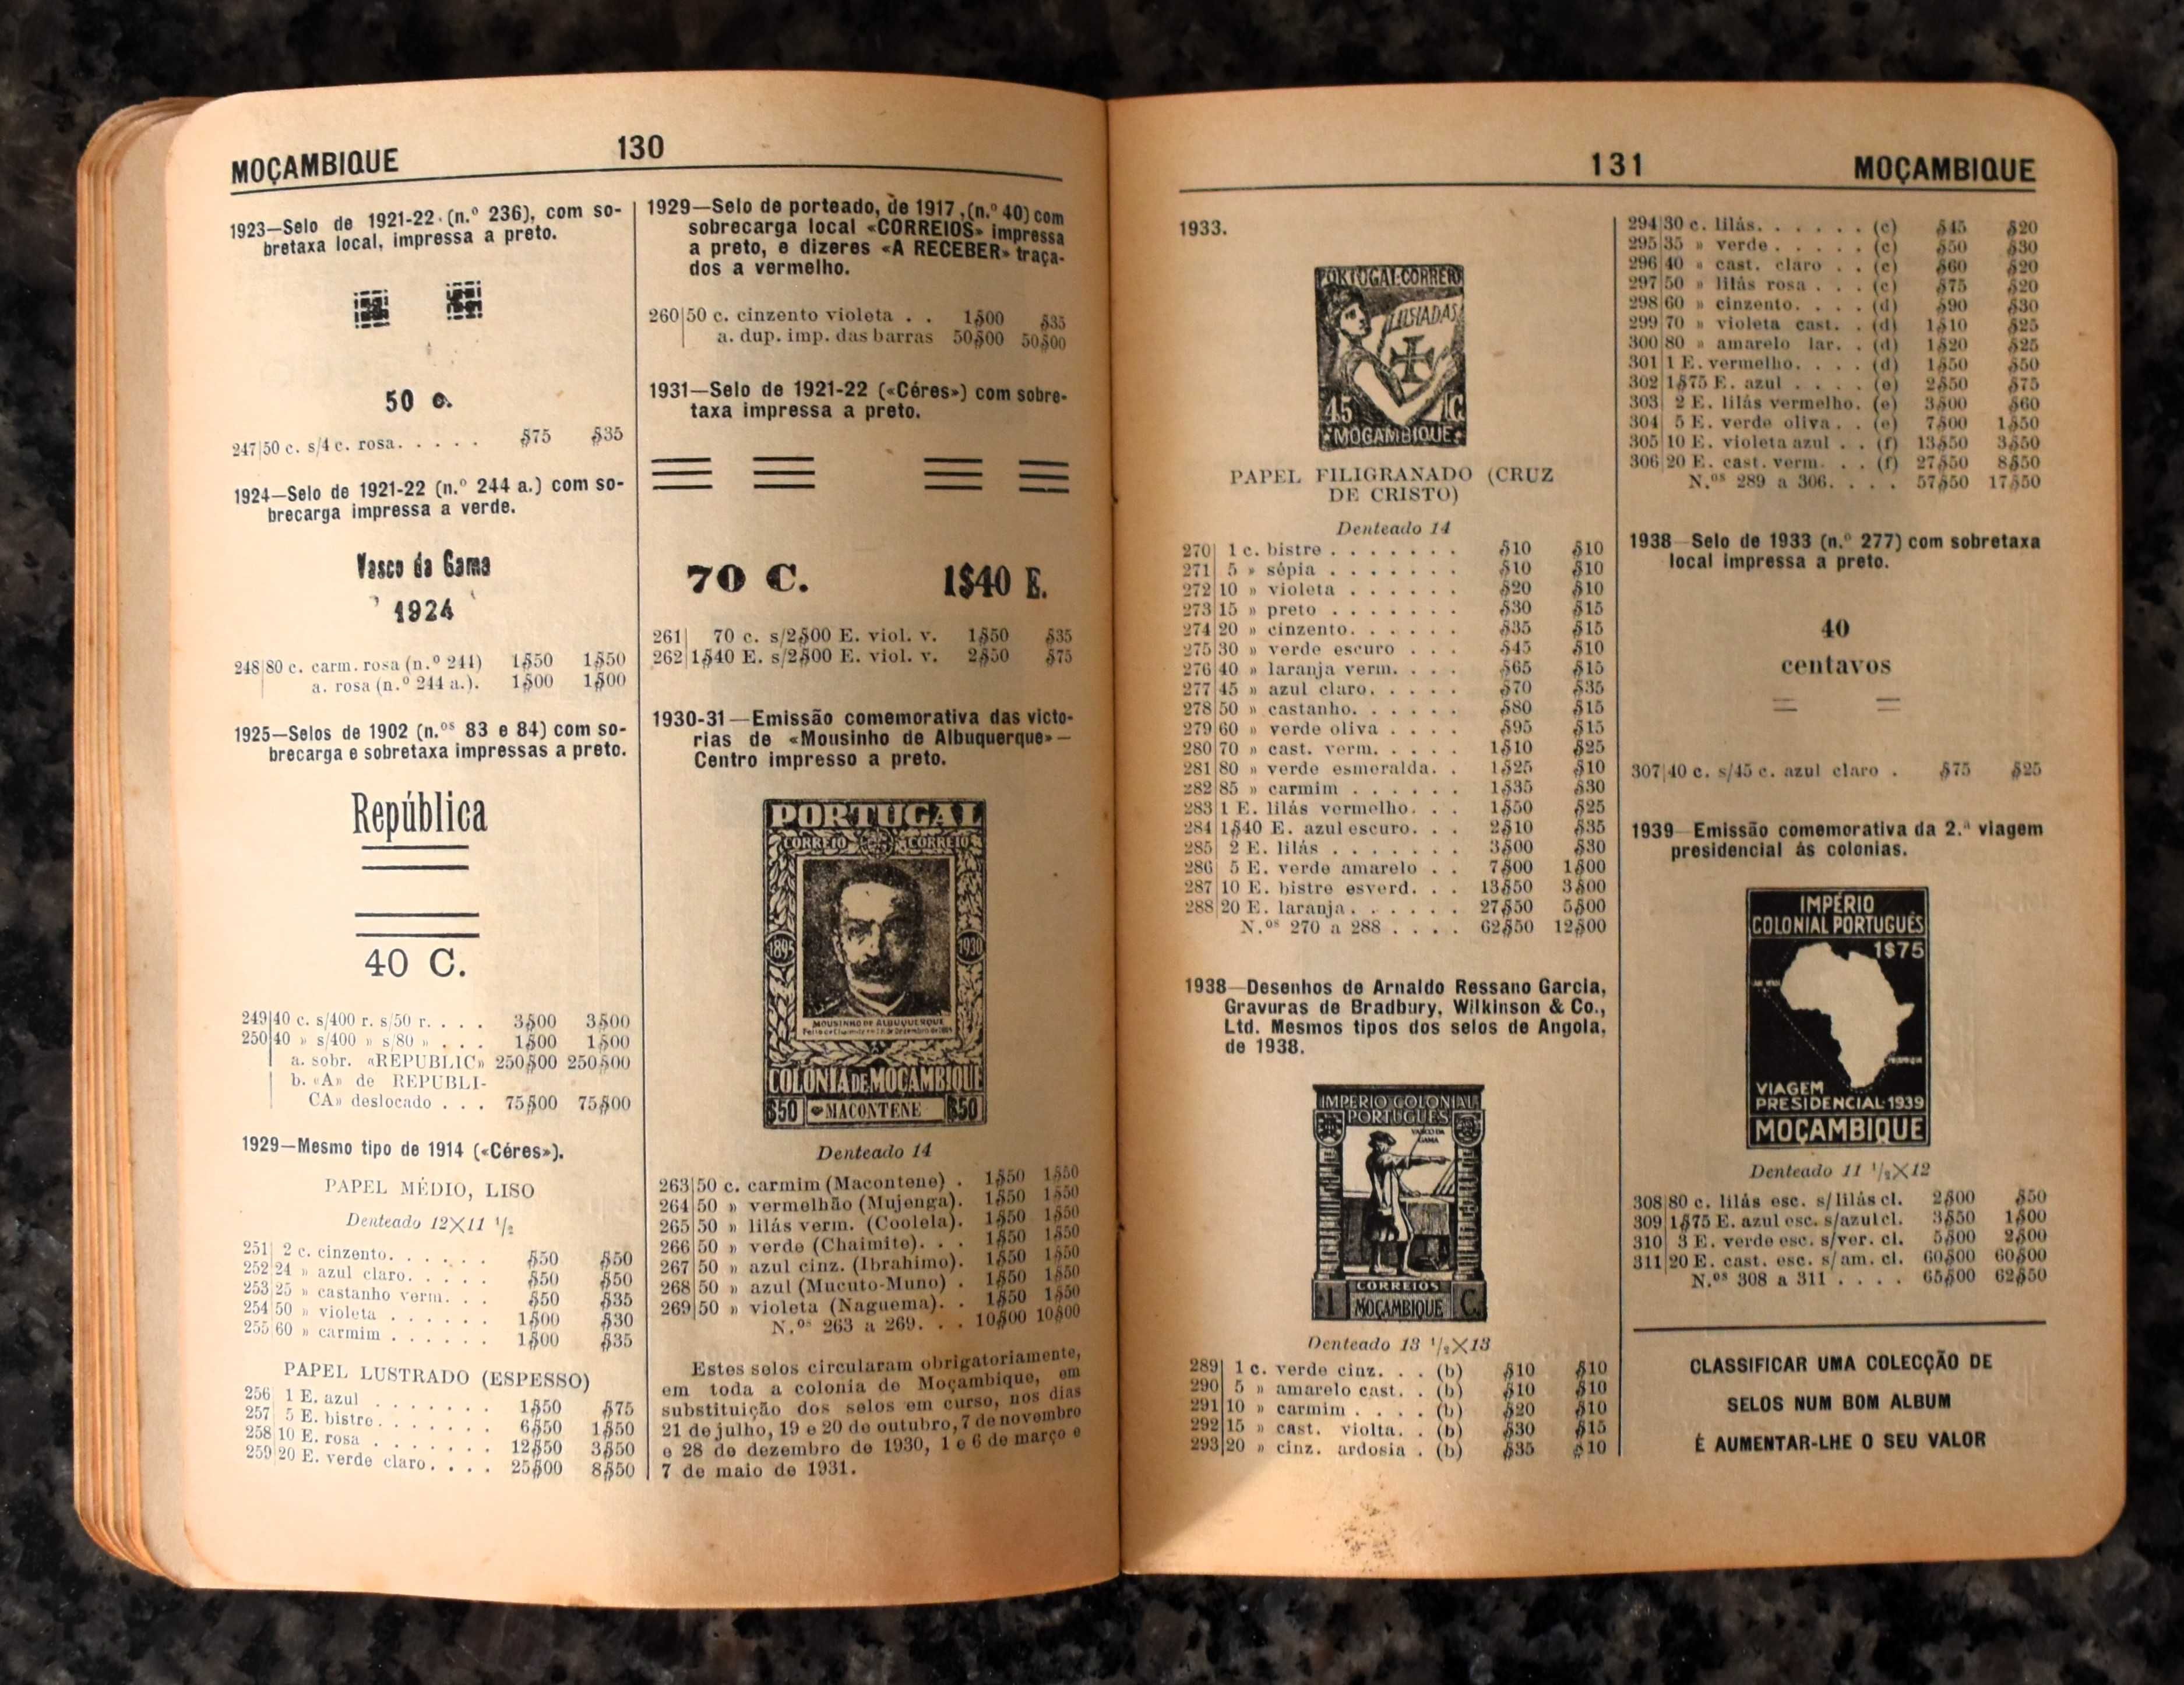 MOÇAMBIQUE
130
1923—Selo de 1921-22 (n.º 236), com so-
bretaxa local, impressa a preto.
50 c.
247|50 c. s/4 c. rosa. . . . . $75 $35
1924—Selo de 1921-22 (n.º 244 a.) com so-
brecarga impressa a verde.
Vasco da Gama
1924
248|80 c. carm. rosa (n.º 244) 1$50 1$50
a. rosa (n.º 244 a.). 1$00 1$00
1925—Selos de 1902 (n.os 83 e 84) com so-
brecarga e sobretaxa impressas a preto.
República
40 C.
249|40 c. s/400 r. s/50 r. . . . 3$00 3$00
250|40 » s/400 » s/80 » . . . 1$00 1$00
a. sobr. «REPUBLIC» 250$00 250$00
b. «A» de REPUBLI-
CA» deslocado . . . 75$00 75$00
1929—Mesmo tipo de 1914 («Céres»).
PAPEL MÉDIO, LISO
Denteado 12X11 1/2
251| 2 c. cinzento. . . . . . $50 $50
252|24 » azul claro. . . . . $50 $50
253|25 » castanho verm. . . $50 $35
254|50 » violeta . . . . . . 1$00 $30
255|60 » carmim . . . . . . 1$00 $35
PAPEL LUSTRADO (ESPESSO)
256| 1 E. azul . . . . . . . 1$50 $75
257| 5 E. bistre. . . . . . . 6$50 1$50
258|10 E. rosa . . . . . . . 12$50 3$50
259|20 E. verde claro. . . . 25$00 8$50
1929—Selo de porteado, de 1917, (n.º 40) com
sobrecarga local «CORREIOS» impressa
a preto, e dizeres «A RECEBER» traça-
dos a vermelho.
260|50 c. cinzento violeta . . 1$00 $35
a. dup. imp. das barras 50$00 50$00
1931—Selo de 1921-22 («Céres») com sobre-
taxa impressa a preto.
70 C. 1$40 E.
261| 70 c. s/2$00 E. viol. v. 1$50 $35
262|1$40 E. s/2$00 E. viol. v. 2$50 $75
1930-31—Emissão comemorativa das victo-
rias de «Mousinho de Albuquerque»—
Centro impresso a preto.
PORTUGAL
CORREIO CORREIO
1895 1930
MOUSINHO DE ALBUQUERQUE
COLONIA DE MOÇAMBIQUE
$50 MACONTENE $50
Denteado 14
263|50 c. carmim (Macontene) . 1$50 1$50
264|50 » vermelhão (Mujenga). 1$50 1$50
265|50 » lilás verm. (Coolela). 1$50 1$50
266|50 » verde (Chaimite). . . 1$50 1$50
267|50 » azul cinz. (Ibrahimo). 1$50 1$50
268|50 » azul (Mucuto-Muno) . 1$50 1$50
269|50 » violeta (Naguema). . 1$50 1$50
N.os 263 a 269. . . 10$00 10$00
Estes selos circularam obrigatoriamente,
em toda a colonia de Moçambique, em
substituição dos selos em curso, nos dias
21 de julho, 19 e 20 de outubro, 7 de novembro
e 28 de dezembro de 1930, 1 e 6 de março e
7 de maio de 1931.
131
MOÇAMBIQUE
1933.
PORTUGAL-CORREIO
LUSIADAS
45 C.
MOÇAMBIQUE
PAPEL FILIGRANADO (CRUZ
DE CRISTO)
Denteado 14
270| 1 c. bistre . . . . . . . $10 $10
271| 5 » sépia . . . . . . . $10 $10
272|10 » violeta . . . . . . $20 $10
273|15 » preto . . . . . . . $30 $15
274|20 » cinzento. . . . . . $35 $15
275|30 » verde escuro . . . $45 $10
276|40 » laranja verm. . . . $65 $15
277|45 » azul claro. . . . . $70 $35
278|50 » castanho. . . . . . $80 $15
279|60 » verde oliva . . . . $95 $15
280|70 » cast. verm. . . . . 1$10 $25
281|80 » verde esmeralda. . 1$25 $10
282|85 » carmim . . . . . . 1$35 $30
283|1 E. lilás vermelho. . . 1$50 $25
284|1$40 E. azul escuro. . . 2$10 $35
285| 2 E. lilás . . . . . . . 3$00 $30
286| 5 E. verde amarelo . . 7$00 1$00
287|10 E. bistre esverd. . . 13$50 3$00
288|20 E. laranja. . . . . . 27$50 5$00
N.os 270 a 288 . . . . 62$50 12$00
1938—Desenhos de Arnaldo Ressano Garcia,
Gravuras de Bradbury, Wilkinson & Co.,
Ltd. Mesmos tipos dos selos de Angola,
de 1938.
IMPÉRIO COLONIAL
PORTUGUÊS
VASCO DA
GAMA
CORREIOS
1 MOÇAMBIQUE C.
Denteado 13 1/2X13
289| 1 c. verde cinz. . . (b) $10 $10
290| 5 » amarelo cast. . (b) $10 $10
291|10 » carmim . . . . (b) $20 $10
292|15 » cast. violta. . (b) $30 $15
293|20 » cinz. ardosia . (b) $35 $10
294|30 c. lilás. . . . . . (c) $45 $20
295|35 » verde . . . . . (c) $50 $30
296|40 » cast. claro . . (c) $60 $20
297|50 » lilás rosa . . . (c) $75 $20
298|60 » cinzento. . . . (d) $90 $30
299|70 » violeta cast. . (d) 1$10 $25
300|80 » amarelo lar. . (d) 1$20 $25
301|1 E. vermelho. . . . (d) 1$50 $50
302|1$75 E. azul . . . . (e) 2$50 $75
303| 2 E. lilás vermelho. (e) 3$00 $60
304| 5 E. verde oliva . . (e) 7$00 1$50
305|10 E. violeta azul . . (f) 13$50 3$50
306|20 E. cast. verm. . . (f) 27$50 8$50
N.os 289 a 306. . . . 57$50 17$50
1938—Selo de 1933 (n.º 277) com sobretaxa
local impressa a preto.
40
centavos
307|40 c. s/45 c. azul claro . $75 $25
1939—Emissão comemorativa da 2.ª viagem
presidencial ás colonias.
IMPÉRIO
COLONIAL PORTUGUÊS
1$75
VIAGEM
PRESIDENCIAL·1939
MOÇAMBIQUE
Denteado 11 1/2X12
308|80 c. lilás esc. s/lilás cl. 2$00 $50
309|1$75 E. azul esc. s/azul cl. 3$50 1$00
310| 3 E. verde esc. s/ver. cl. 5$00 2$00
311|20 E. cast. esc. s/am. cl. 60$00 60$00
N.os 308 a 311 . . . . 65$00 62$50
CLASSIFICAR UMA COLECÇÃO DE
SELOS NUM BOM ALBUM
É AUMENTAR-LHE O SEU VALOR